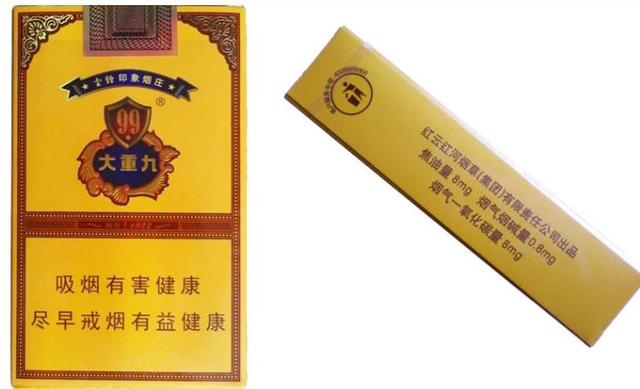 云烟印象烟庄
99
®
大重九
1922
吸烟有害健康
尽早戒烟有益健康
红云红河烟草(集团)有限责任公司出品
焦油量8mg 烟气烟碱量0.8mg
烟气一氧化碳量8mg